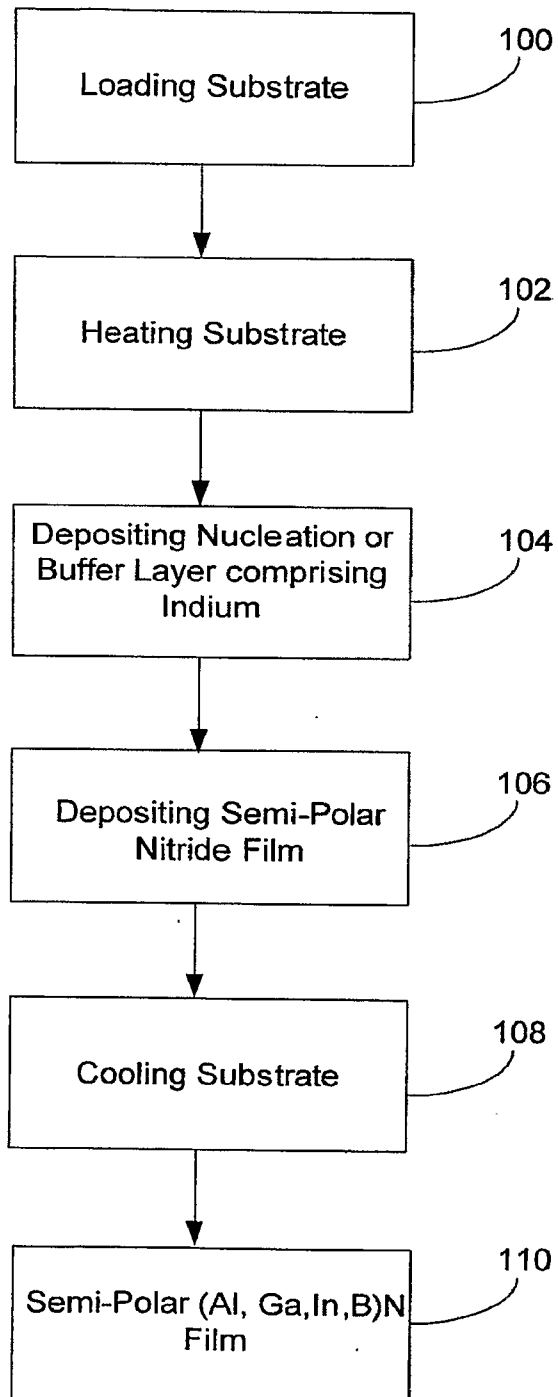 100
Loading Substrate
102
Heating Substrate
Depositing Nucleation or
Buffer Layer comprising
Indium
104
Depositing Semi-Polar
Nitride Film
106
108
Cooling Substrate
110
Semi-Polar (Al, Ga,In,B)N
Film